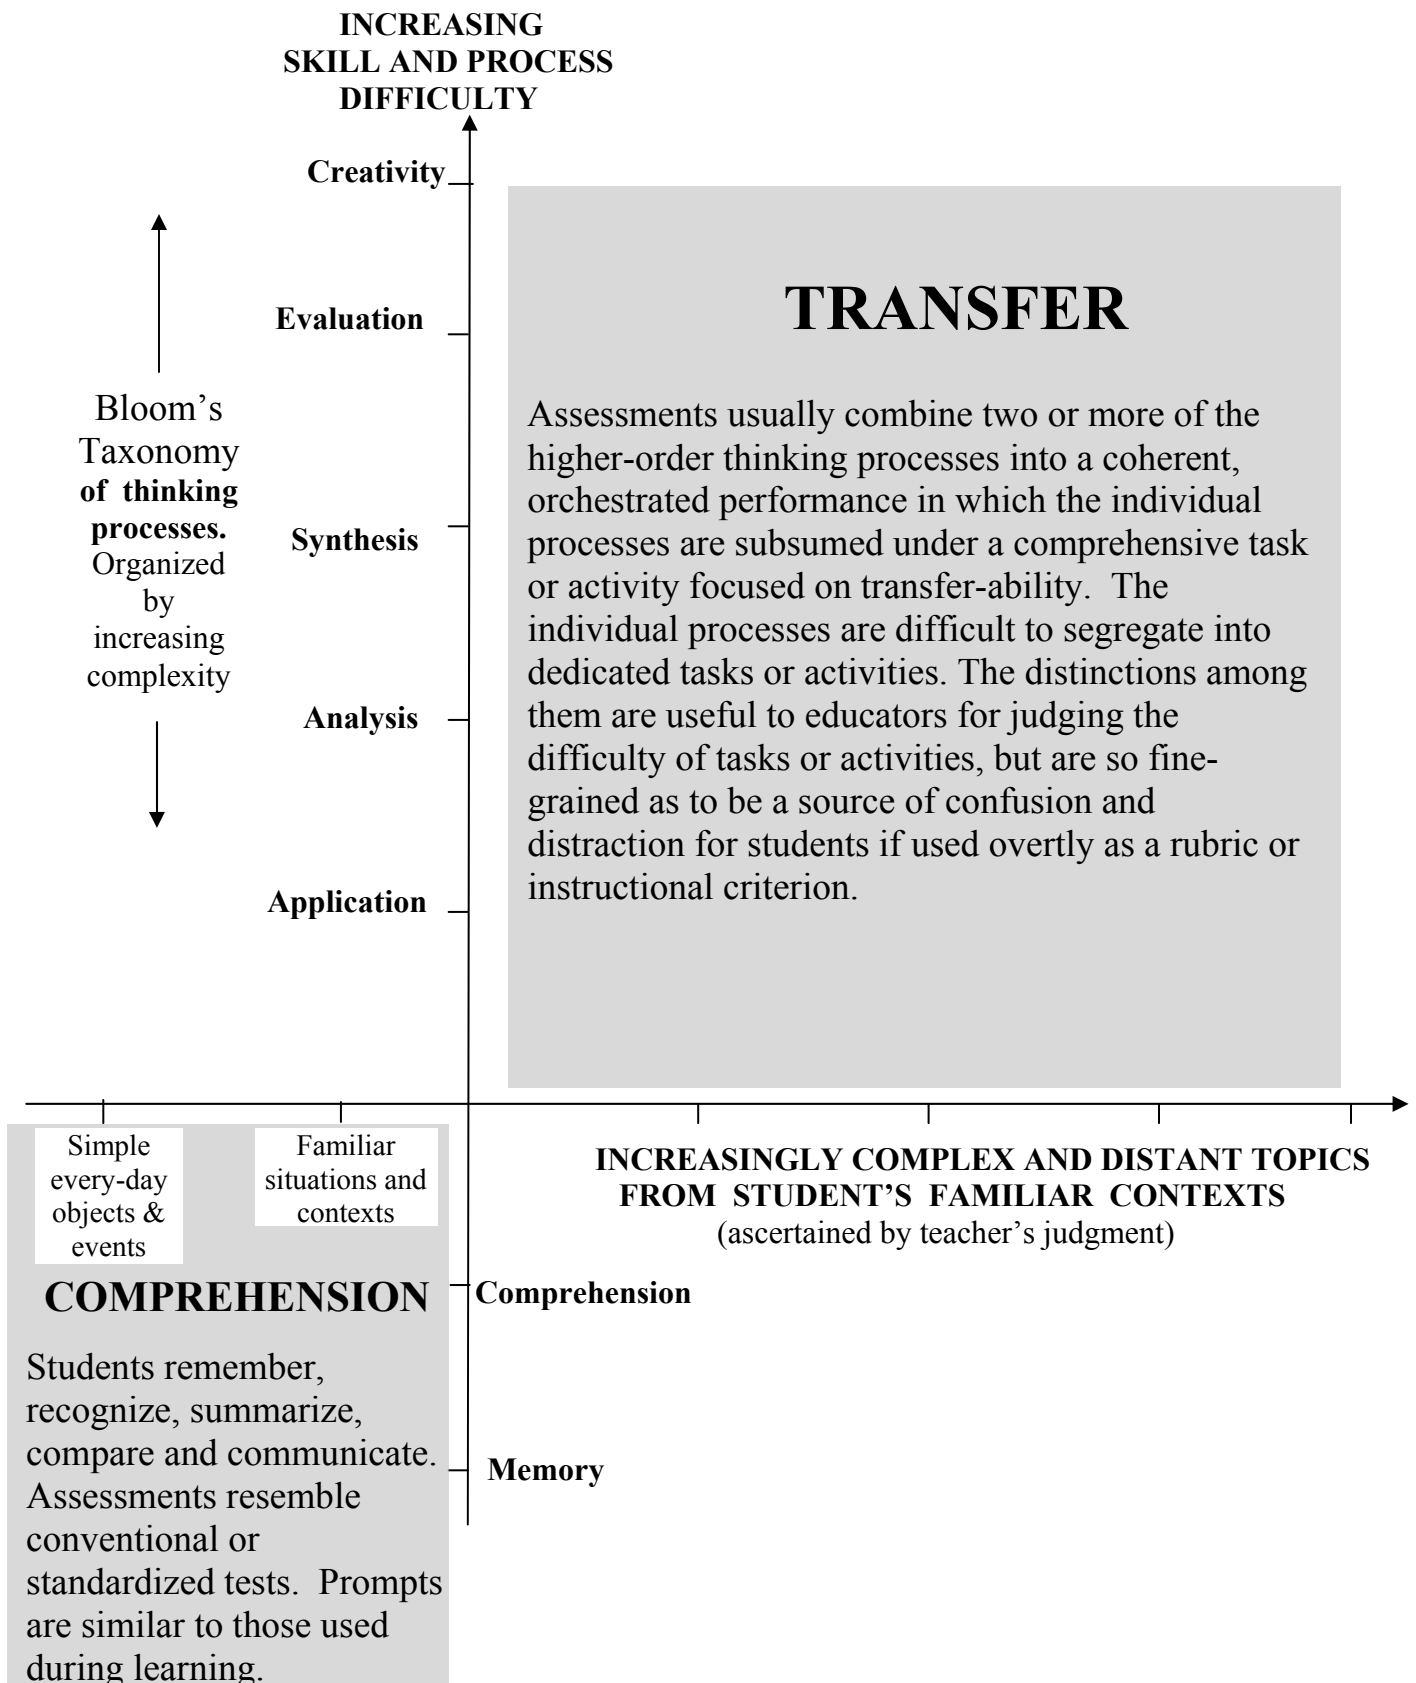 INCREASING
SKILL AND PROCESS
DIFFICULTY
Creativity
Evaluation
Synthesis
Analysis
Application
Bloom’s
Taxonomy
of thinking
processes.
Organized
by
increasing
complexity
TRANSFER
Assessments usually combine two or more of the
higher-order thinking processes into a coherent,
orchestrated performance in which the individual
processes are subsumed under a comprehensive task
or activity focused on transfer-ability. The
individual processes are difficult to segregate into
dedicated tasks or activities. The distinctions among
them are useful to educators for judging the
difficulty of tasks or activities, but are so fine-
grained as to be a source of confusion and
distraction for students if used overtly as a rubric or
instructional criterion.
Simple
every-day
objects &
events
Familiar
situations and
contexts
INCREASINGLY COMPLEX AND DISTANT TOPICS
FROM STUDENT’S FAMILIAR CONTEXTS
(ascertained by teacher’s judgment)
COMPREHENSION
Students remember,
recognize, summarize,
compare and communicate.
Assessments resemble
conventional or
standardized tests. Prompts
are similar to those used
during learning.
Comprehension
Memory